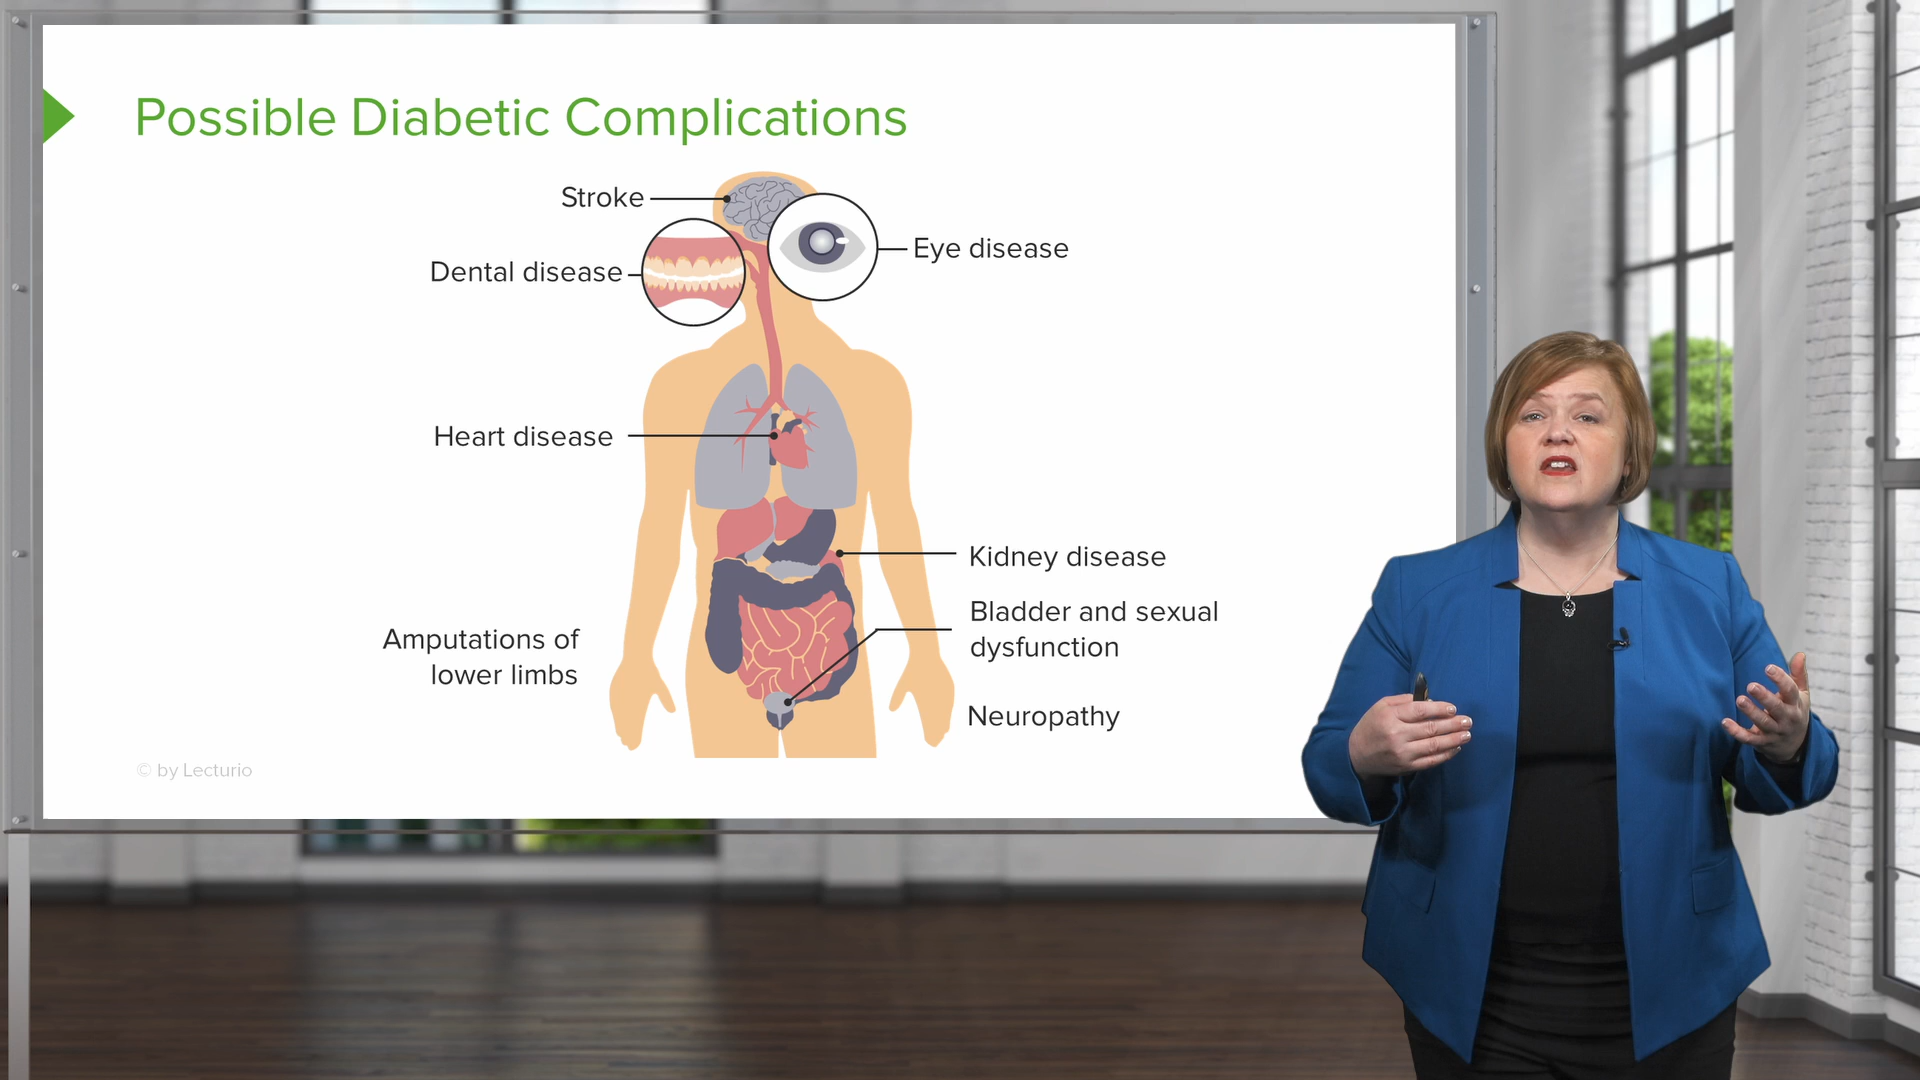 Possible Diabetic Complications
Stroke
Eye disease
Dental disease
Heart disease
Kidney disease
Bladder and sexual
dysfunction
Amputations of
lower limbs
Neuropathy
© by Lecturio